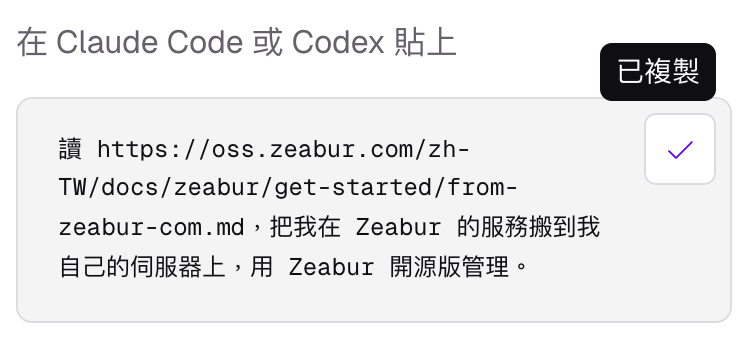 在 Claude Code 或 Codex 貼上
已複製
讀 https://oss.zeabur.com/zh-
TW/docs/zeabur/get-started/from-
zeabur-com.md，把我在 Zeabur 的服務搬到我
自己的伺服器上，用 Zeabur 開源版管理。